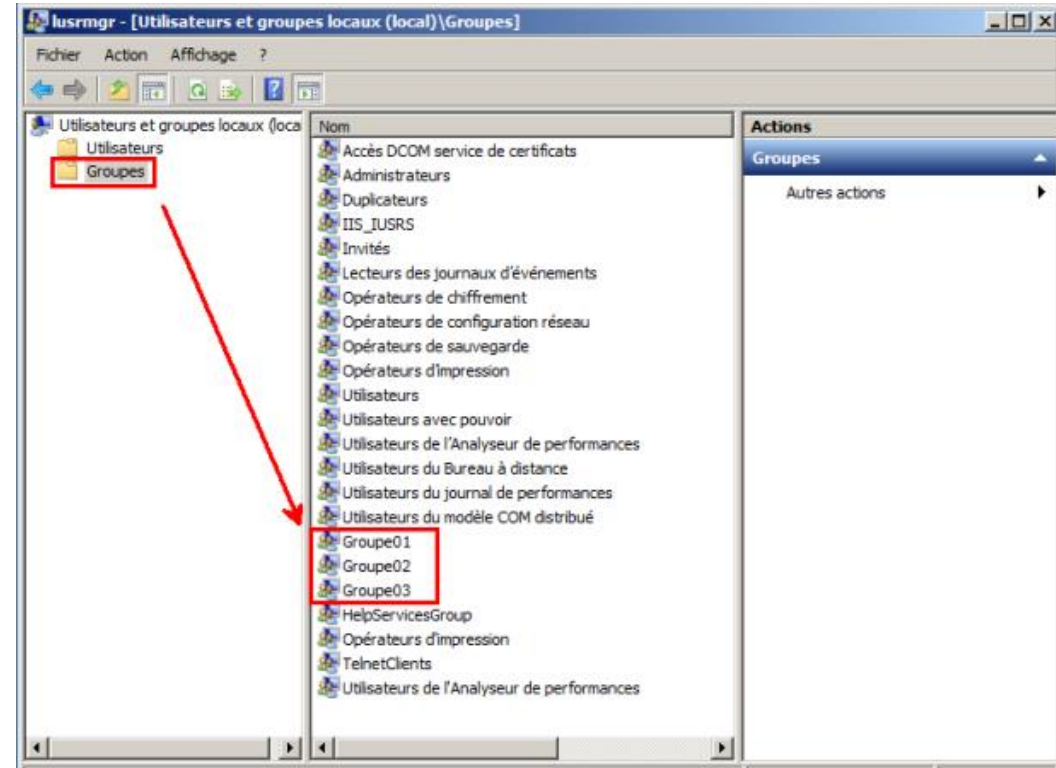 lusrmgr - [Utilisateurs et groupes locaux (local)\Groupes]
Fichier Action Affichage ?
Utilisateurs et groupes locaux (loca
Utilisateurs
Groupes
Nom
Accès DCOM service de certificats
Administrateurs
Duplicateurs
IIS_IUSRS
Invités
Lecteurs des journaux d'événements
Opérateurs de chiffrement
Opérateurs de configuration réseau
Opérateurs de sauvegarde
Opérateurs d'impression
Utilisateurs
Utilisateurs avec pouvoir
Utilisateurs de l'Analyseur de performances
Utilisateurs du Bureau à distance
Utilisateurs du journal de performances
Utilisateurs du modèle COM distribué
Groupe01
Groupe02
Groupe03
HelpServicesGroup
Opérateurs d'impression
TelnetClients
Utilisateurs de l'Analyseur de performances
Actions
Groupes
Autres actions